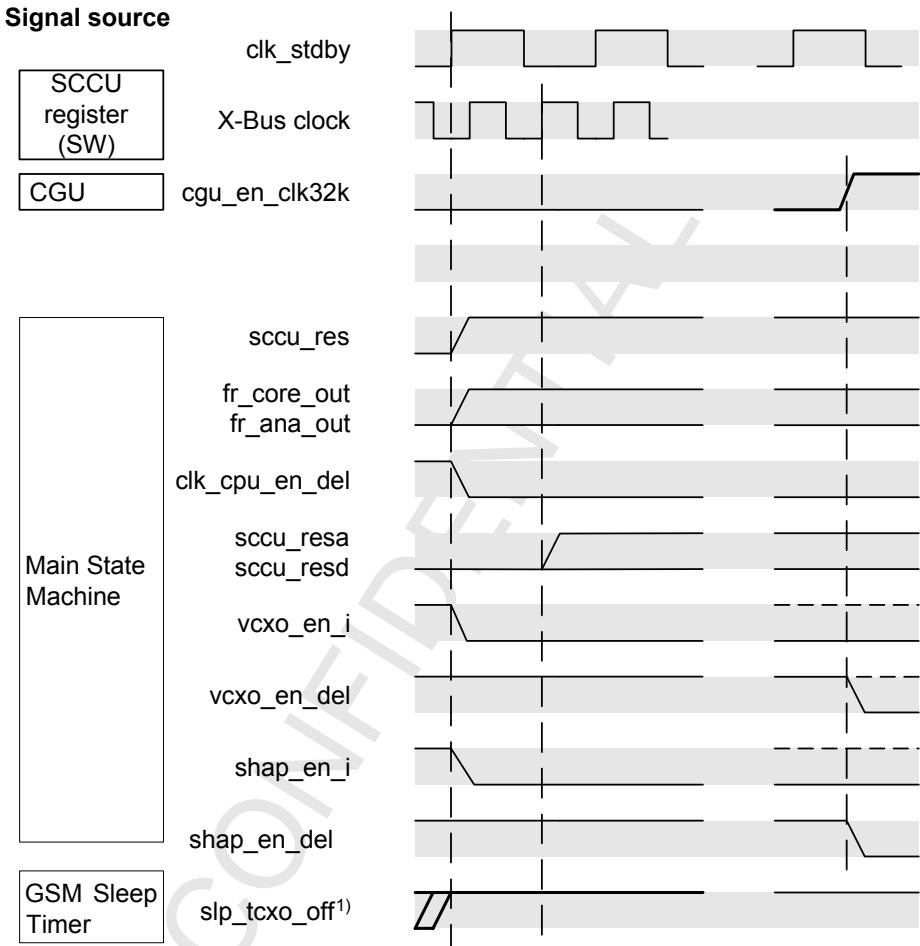 Signal source
clk_stdby
SCCU
register
(SW)
X-Bus clock
CGU
cgu_en_clk32k
sccu_res
fr_core_out
fr_ana_out
clk_cpu_en_del
sccu_resa
sccu_resd
Main State
Machine
vcxo_en_i
vcxo_en_del
shap_en_i
shap_en_del
GSM Sleep
Timer
slp_tcxo_off1)
CONFIDENTIAL